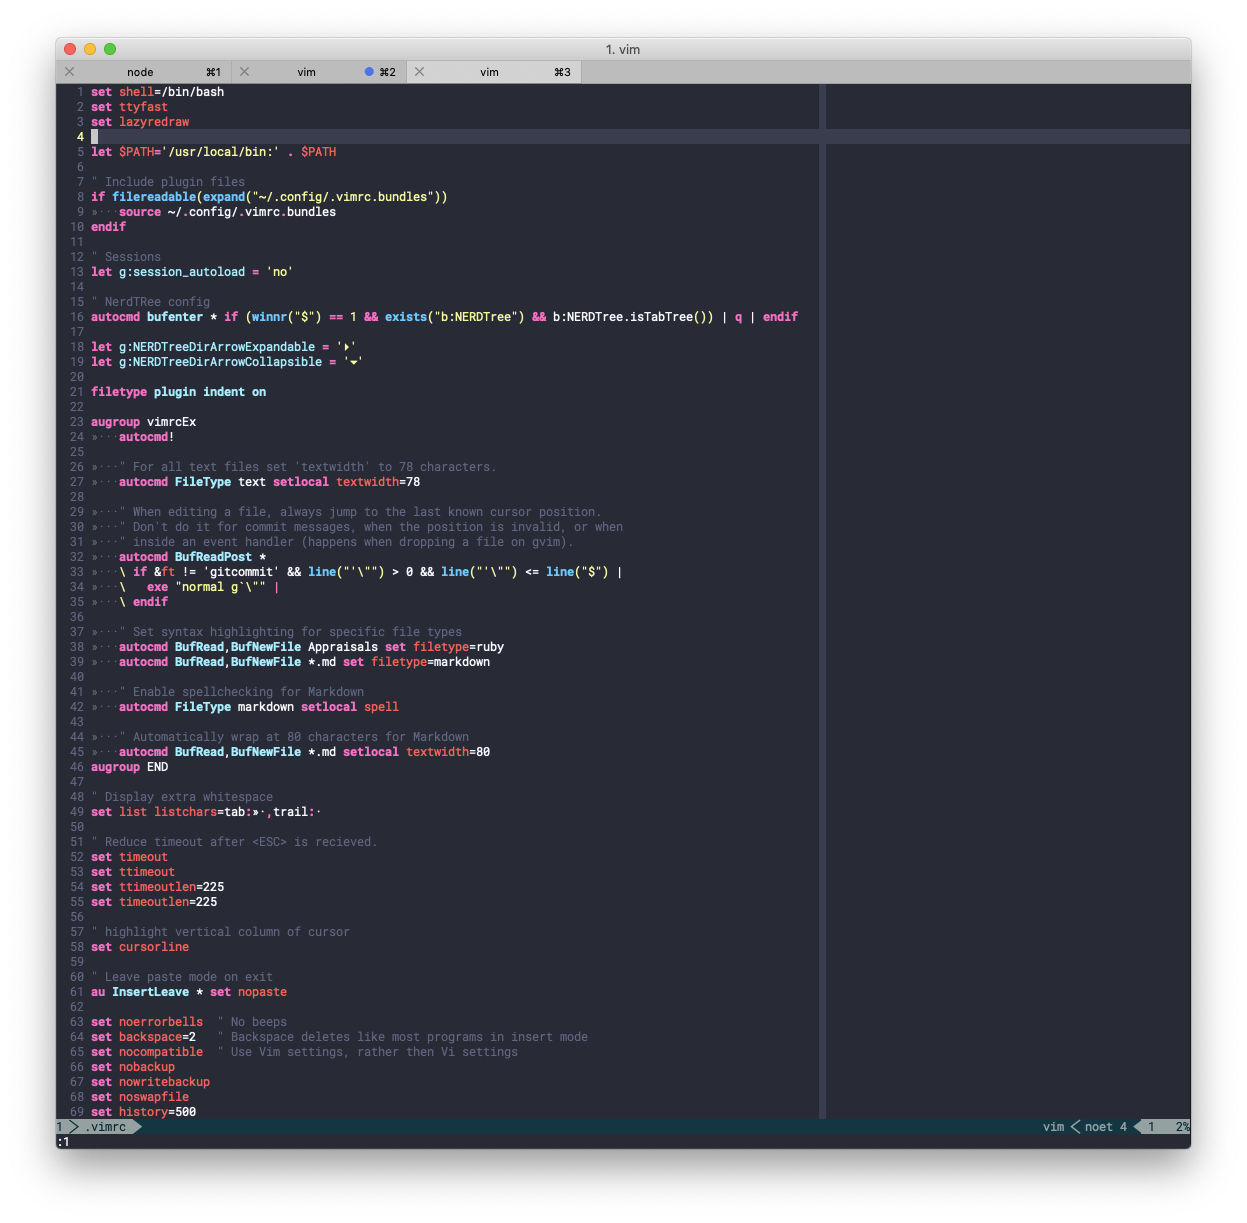 1. vim
node ⌘1 vim ⌘2 vim ⌘3
1 set shell=/bin/bash
2 set ttyfast
3 set lazyredraw
4
5 let $PATH='/usr/local/bin:' . $PATH
6
7 " Include plugin files
8 if filereadable(expand("~/.config/.vimrc.bundles"))
9 »···source ~/.config/.vimrc.bundles
10 endif
11
12 " Sessions
13 let g:session_autoload = 'no'
14
15 " NerdTRee config
16 autocmd bufenter * if (winnr("$") == 1 && exists("b:NERDTree") && b:NERDTree.isTabTree()) | q | endif
17
18 let g:NERDTreeDirArrowExpandable = '⏵'
19 let g:NERDTreeDirArrowCollapsible = '⏷'
20
21 filetype plugin indent on
22
23 augroup vimrcEx
24 »···autocmd!
25
26 »···" For all text files set 'textwidth' to 78 characters.
27 »···autocmd FileType text setlocal textwidth=78
28
29 »···" When editing a file, always jump to the last known cursor position.
30 »···" Don't do it for commit messages, when the position is invalid, or when
31 »···" inside an event handler (happens when dropping a file on gvim).
32 »···autocmd BufReadPost *
33 »···\ if &ft != 'gitcommit' && line("'\"") > 0 && line("'\"") <= line("$") |
34 »···\   exe "normal g`\"" |
35 »···\ endif
36
37 »···" Set syntax highlighting for specific file types
38 »···autocmd BufRead,BufNewFile Appraisals set filetype=ruby
39 »···autocmd BufRead,BufNewFile *.md set filetype=markdown
40
41 »···" Enable spellchecking for Markdown
42 »···autocmd FileType markdown setlocal spell
43
44 »···" Automatically wrap at 80 characters for Markdown
45 »···autocmd BufRead,BufNewFile *.md setlocal textwidth=80
46 augroup END
47
48 " Display extra whitespace
49 set list listchars=tab:»·,trail:·
50
51 " Reduce timeout after <ESC> is recieved.
52 set timeout
53 set ttimeout
54 set ttimeoutlen=225
55 set timeoutlen=225
56
57 " highlight vertical column of cursor
58 set cursorline
59
60 " Leave paste mode on exit
61 au InsertLeave * set nopaste
62
63 set noerrorbells  " No beeps
64 set backspace=2   " Backspace deletes like most programs in insert mode
65 set nocompatible  " Use Vim settings, rather then Vi settings
66 set nobackup
67 set nowritebackup
68 set noswapfile
69 set history=500
1 .vimrc vim noet 4 1 2%
:1